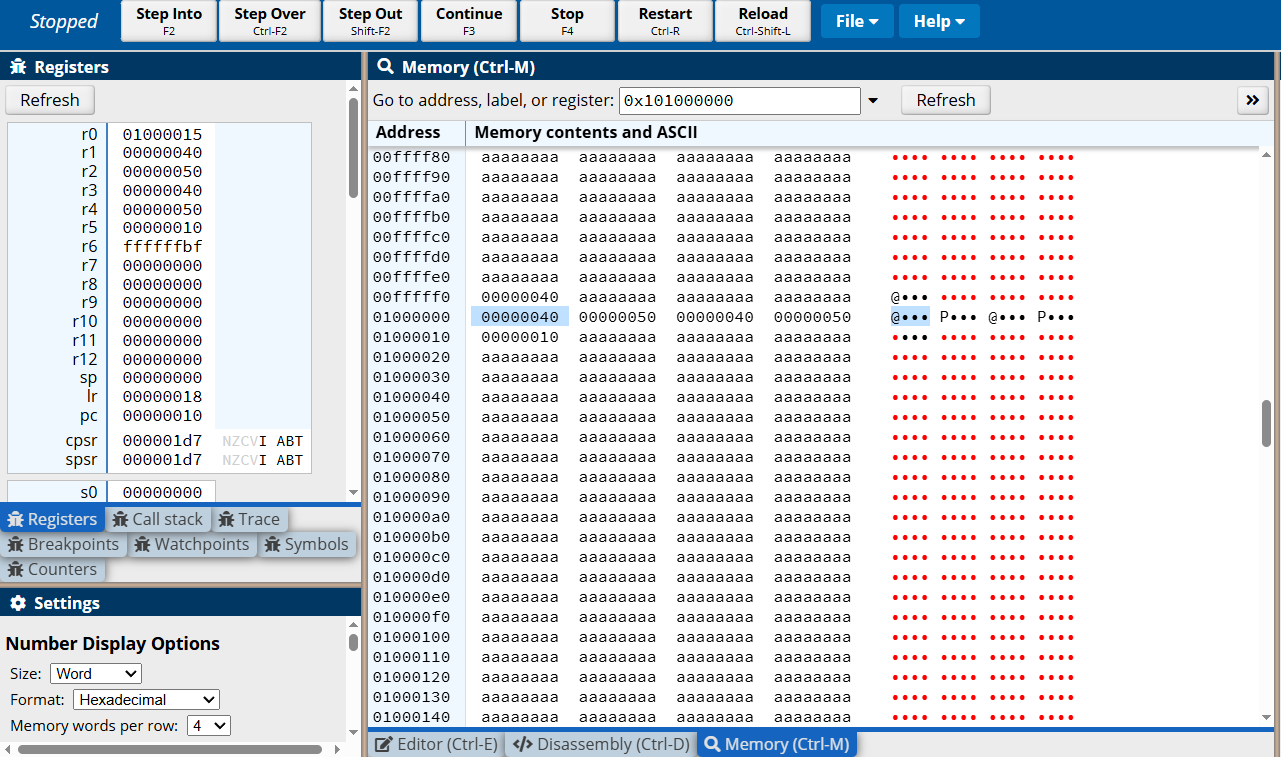 Stopped
Step Into Step Over Step Out Continue Stop Restart Reload File Help
F2 Ctrl-F2 Shift-F2 F3 F4 Ctrl-R Ctrl-Shift-L
Registers
Refresh
r0 01000015
r1 00000040
r2 00000050
r3 00000040
r4 00000050
r5 00000010
r6 ffffffbf
r7 00000000
r8 00000000
r9 00000000
r10 00000000
r11 00000000
r12 00000000
sp 00000000
lr 00000018
pc 00000010
cpsr 000001d7 NZCVI ABT
spsr 000001d7 NZCVI ABT
s0 00000000
Registers Call stack Trace
Breakpoints Watchpoints Symbols
Counters
Settings
Number Display Options
Size: Word
Format: Hexadecimal
Memory words per row: 4
Memory (Ctrl-M)
Go to address, label, or register: 0x101000000 Refresh »
Address Memory contents and ASCII
00ffff80 aaaaaaaa aaaaaaaa aaaaaaaa aaaaaaaa •••• •••• •••• ••••
00ffff90 aaaaaaaa aaaaaaaa aaaaaaaa aaaaaaaa •••• •••• •••• ••••
00ffffa0 aaaaaaaa aaaaaaaa aaaaaaaa aaaaaaaa •••• •••• •••• ••••
00ffffb0 aaaaaaaa aaaaaaaa aaaaaaaa aaaaaaaa •••• •••• •••• ••••
00ffffc0 aaaaaaaa aaaaaaaa aaaaaaaa aaaaaaaa •••• •••• •••• ••••
00ffffd0 aaaaaaaa aaaaaaaa aaaaaaaa aaaaaaaa •••• •••• •••• ••••
00ffffe0 aaaaaaaa aaaaaaaa aaaaaaaa aaaaaaaa •••• •••• •••• ••••
00fffff0 00000040 aaaaaaaa aaaaaaaa aaaaaaaa @••• •••• •••• ••••
01000000 00000040 00000050 00000040 00000050 @••• P••• @••• P•••
01000010 00000010 aaaaaaaa aaaaaaaa aaaaaaaa •••• •••• •••• ••••
01000020 aaaaaaaa aaaaaaaa aaaaaaaa aaaaaaaa •••• •••• •••• ••••
01000030 aaaaaaaa aaaaaaaa aaaaaaaa aaaaaaaa •••• •••• •••• ••••
01000040 aaaaaaaa aaaaaaaa aaaaaaaa aaaaaaaa •••• •••• •••• ••••
01000050 aaaaaaaa aaaaaaaa aaaaaaaa aaaaaaaa •••• •••• •••• ••••
01000060 aaaaaaaa aaaaaaaa aaaaaaaa aaaaaaaa •••• •••• •••• ••••
01000070 aaaaaaaa aaaaaaaa aaaaaaaa aaaaaaaa •••• •••• •••• ••••
01000080 aaaaaaaa aaaaaaaa aaaaaaaa aaaaaaaa •••• •••• •••• ••••
01000090 aaaaaaaa aaaaaaaa aaaaaaaa aaaaaaaa •••• •••• •••• ••••
010000a0 aaaaaaaa aaaaaaaa aaaaaaaa aaaaaaaa •••• •••• •••• ••••
010000b0 aaaaaaaa aaaaaaaa aaaaaaaa aaaaaaaa •••• •••• •••• ••••
010000c0 aaaaaaaa aaaaaaaa aaaaaaaa aaaaaaaa •••• •••• •••• ••••
010000d0 aaaaaaaa aaaaaaaa aaaaaaaa aaaaaaaa •••• •••• •••• ••••
010000e0 aaaaaaaa aaaaaaaa aaaaaaaa aaaaaaaa •••• •••• •••• ••••
010000f0 aaaaaaaa aaaaaaaa aaaaaaaa aaaaaaaa •••• •••• •••• ••••
01000100 aaaaaaaa aaaaaaaa aaaaaaaa aaaaaaaa •••• •••• •••• ••••
01000110 aaaaaaaa aaaaaaaa aaaaaaaa aaaaaaaa •••• •••• •••• ••••
01000120 aaaaaaaa aaaaaaaa aaaaaaaa aaaaaaaa •••• •••• •••• ••••
01000130 aaaaaaaa aaaaaaaa aaaaaaaa aaaaaaaa •••• •••• •••• ••••
01000140 aaaaaaaa aaaaaaaa aaaaaaaa aaaaaaaa •••• •••• •••• ••••
Editor (Ctrl-E) Disassembly (Ctrl-D) Memory (Ctrl-M)